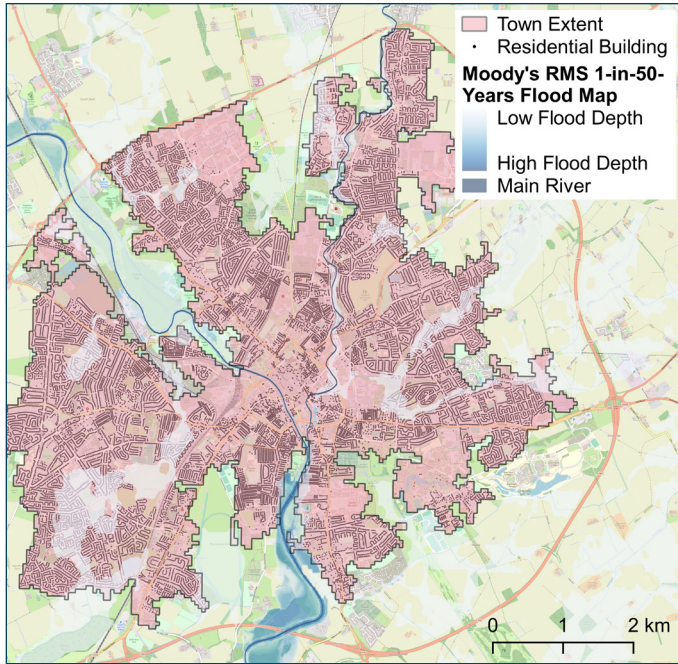 Town Extent
Residential Building
Moody's RMS 1-in-50-
Years Flood Map
Low Flood Depth
High Flood Depth
Main River
0 1 2 km